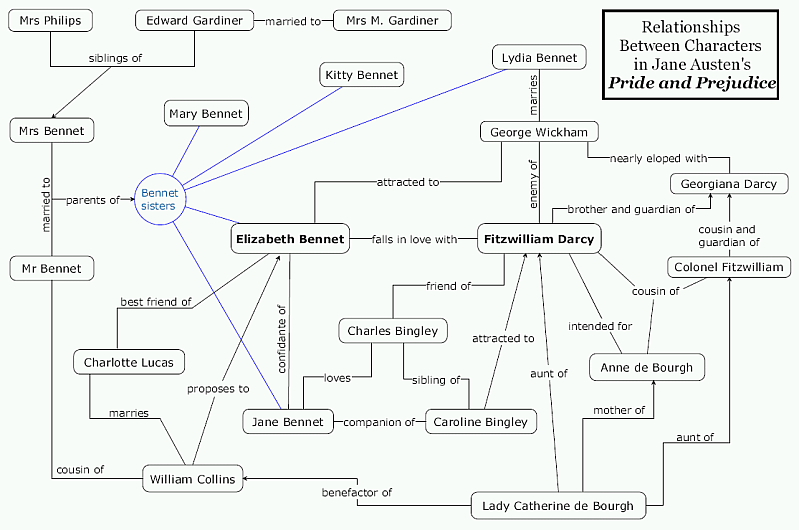 Mrs Philips
Edward Gardiner
married to
Mrs M. Gardiner
Relationships
Between Characters
in Jane Austen's
Pride and Prejudice
siblings of
Lydia Bennet
Kitty Bennet
marries
Mary Bennet
Mrs Bennet
George Wickham
nearly eloped with
enemy of
Georgiana Darcy
attracted to
married to
parents of
Bennet
sisters
brother and guardian of
Elizabeth Bennet
falls in love with
Fitzwilliam Darcy
cousin and
guardian of
Mr Bennet
Colonel Fitzwilliam
friend of
cousin of
best friend of
confidante of
Charles Bingley
attracted to
intended for
Charlotte Lucas
Anne de Bourgh
loves
sibling of
aunt of
proposes to
marries
Jane Bennet
companion of
Caroline Bingley
mother of
aunt of
cousin of
William Collins
benefactor of
Lady Catherine de Bourgh